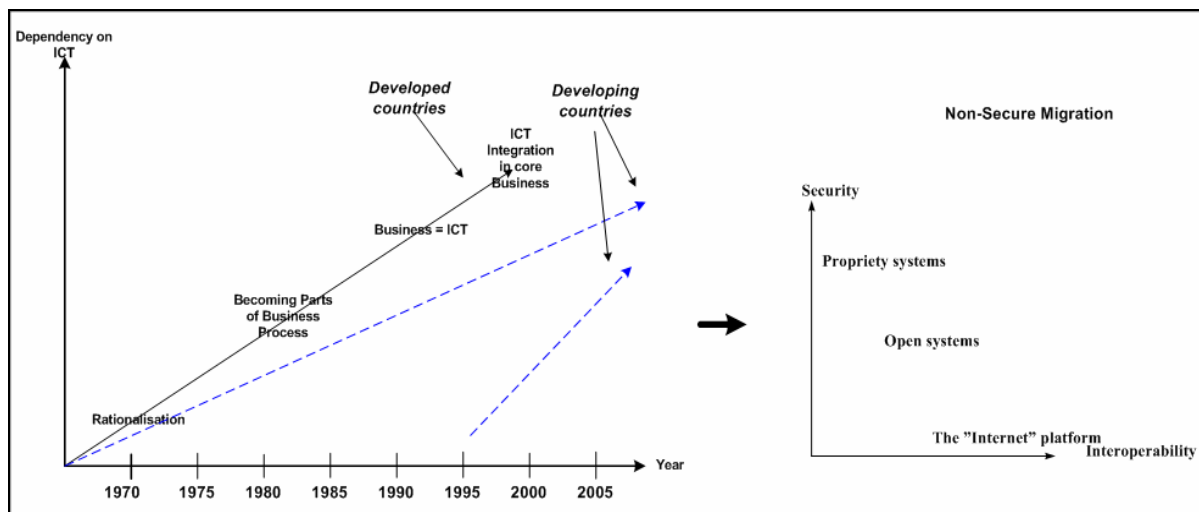 Dependency on
ICT
Developed
countries
Developing
countries
ICT
Integration
in core
Business
Business = ICT
Becoming Parts
of Business
Process
Rationalisation
Year
1970 1975 1980 1985 1990 1995 2000 2005
Non-Secure Migration
Security
Propriety systems
Open systems
The ”Internet” platform
Interoperability